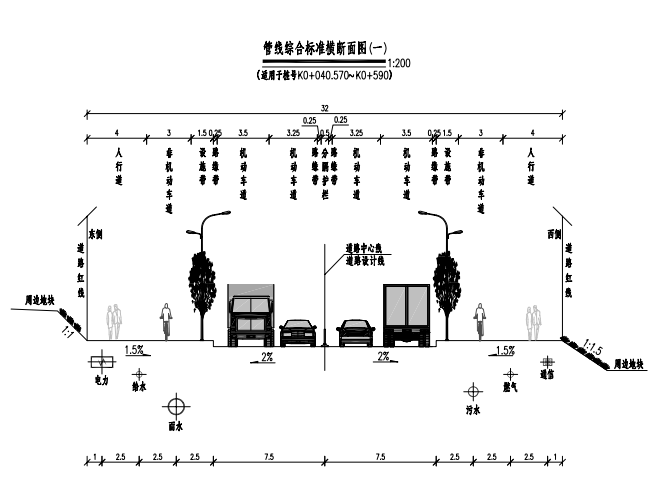 管线综合标准横断面图(一)
1:200
(适用于桩号K0+040.570~K0+590)
32
0.25 0.25
4 3 1.5 0.25 3.5 3.25 0.5 3.25 3.5 0.25 1.5 3 4
人行道
非机动车道
设施带
路缘带
机动车道
机动车道
路缘带
分隔护栏
路缘带
机动车道
机动车道
路缘带
设施带
非机动车道
人行道
东侧
道路红线
西侧
道路红线
道路中心线
道路设计线
周边地块
1:1
1:1.5
周边地块
1.5%
2%
2%
1.5%
电力
给水
雨水
污水
燃气
通信
1 2.5 2.5 2.5 7.5 7.5 2.5 2.5 2.5 1